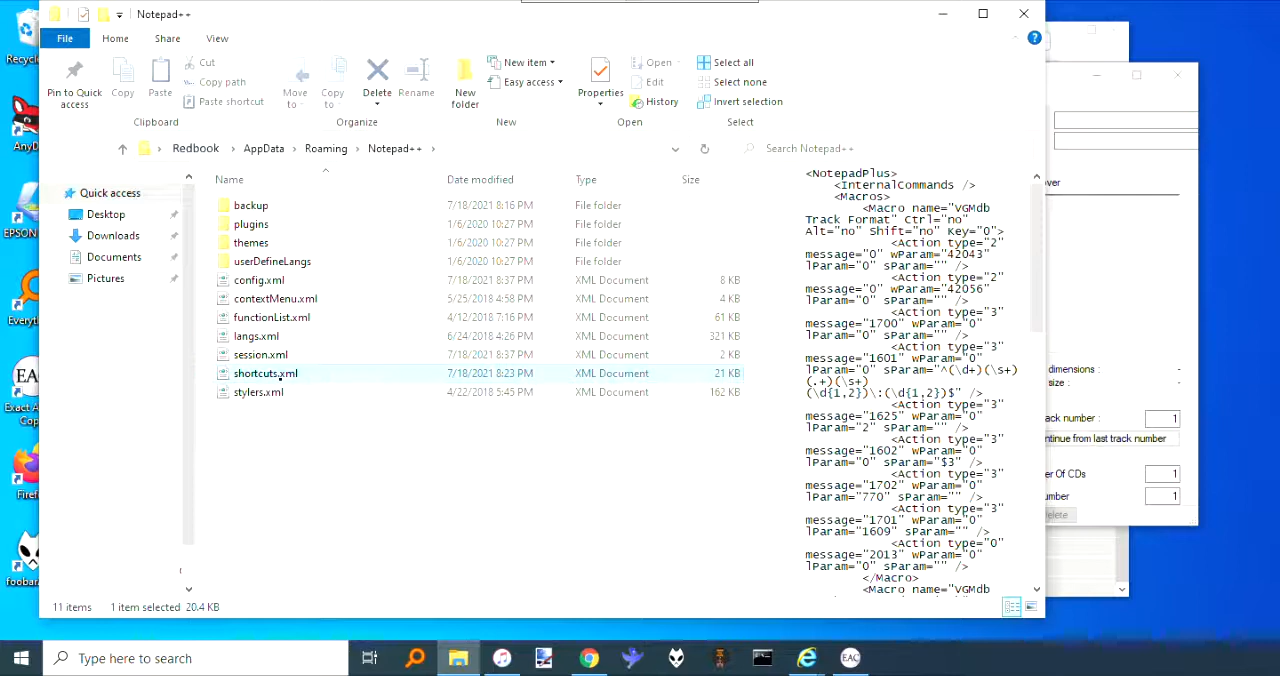 Notepad++
File
Home
Share
View
Pin to Quick access
Copy
Paste
Cut
Copy path
Paste shortcut
Clipboard
Move to
Copy to
Delete
Rename
Organize
New folder
New item
Easy access
New
Properties
Open
Edit
History
Open
Select all
Select none
Invert selection
Select
Redbook
AppData
Roaming
Notepad++
Search Notepad++
Quick access
Desktop
Downloads
Documents
Pictures
Name
Date modified
Type
Size
backup 7/18/2021 8:16 PM File folder
plugins 1/6/2020 10:27 PM File folder
themes 1/6/2020 10:27 PM File folder
userDefineLangs 1/6/2020 10:27 PM File folder
config.xml 7/18/2021 8:37 PM XML Document 8 KB
contextMenu.xml 5/25/2018 4:58 PM XML Document 4 KB
functionList.xml 4/12/2018 7:16 PM XML Document 61 KB
langs.xml 6/24/2018 4:26 PM XML Document 321 KB
session.xml 7/18/2021 8:37 PM XML Document 2 KB
shortcuts.xml 7/18/2021 8:23 PM XML Document 21 KB
stylers.xml 4/22/2018 5:45 PM XML Document 162 KB
<NotepadPlus>
<InternalCommands />
<Macros>
<Macro name="VGMdb
Track Format" Ctrl="no"
Alt="no" Shift="no" Key="0">
<Action type="2"
message="0" wParam="42043"
lParam="0" sParam="" />
<Action type="2"
message="0" wParam="42056"
lParam="0" sParam="" />
<Action type="3"
message="1700" wParam="0"
lParam="0" sParam="" />
<Action type="3"
message="1601" wParam="0"
lParam="0" sParam="^(\d+)(\s+)
(.+)(\s+)
(\d{1,2})\:(\d{1,2})$" />
<Action type="3"
message="1625" wParam="0"
lParam="2" sParam="" />
<Action type="3"
message="1602" wParam="0"
lParam="0" sParam="$3" />
<Action type="3"
message="1702" wParam="0"
lParam="770" sParam="" />
<Action type="3"
message="1701" wParam="0"
lParam="1609" sParam="" />
<Action type="0"
message="2013" wParam="0"
lParam="0" sParam="" />
</Macro>
<Macro name="VGMdb
11 items 1 item selected 20.4 KB
dimensions : -
size : -
ack number : 1
ntinue from last track number
er Of CDs 1
umber 1
Recycl
AnyD
EPSON
Everyt
EAC
Exact A
Cop
Firef
foobar
Type here to search
EAC